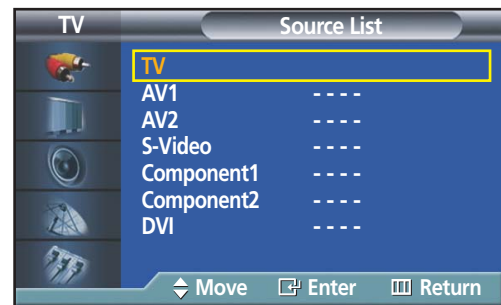 TV Source List
TV
AV1 - - - -
AV2 - - - -
S-Video - - - -
Component1 - - - -
Component2 - - - -
DVI - - - -
Move Enter Return